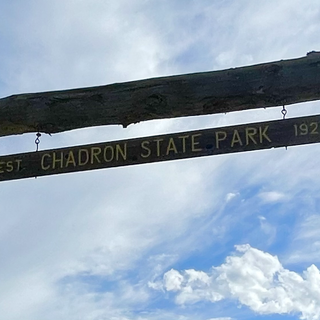 EST. CHADRON STATE PARK 192